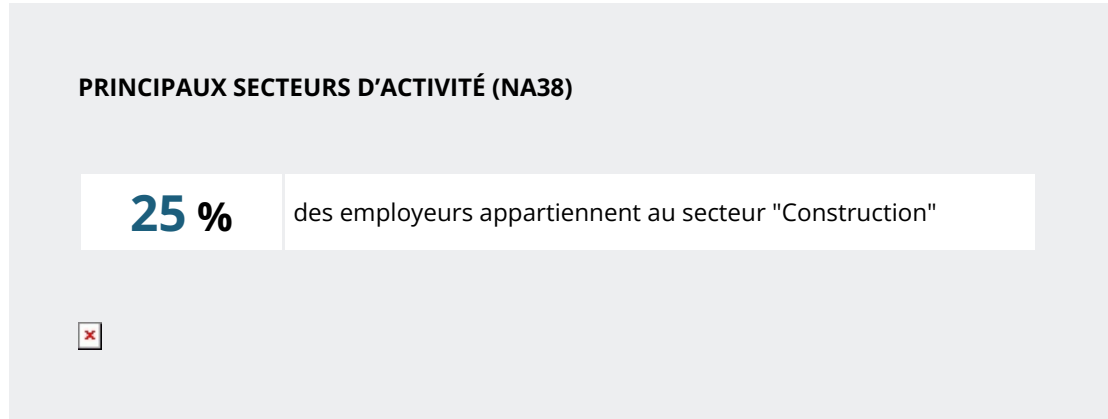 PRINCIPAUX SECTEURS D’ACTIVITÉ (NA38)
25 %
des employeurs appartiennent au secteur "Construction"